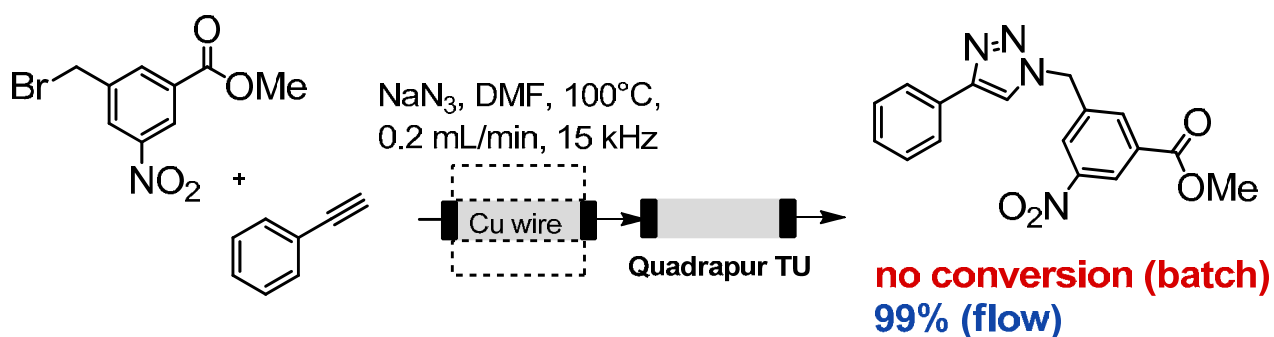 O
Br
OMe
NO₂
+
NaN₃, DMF, 100°C,
0.2 mL/min, 15 kHz
Cu wire
Quadrapur TU
N=N
N
O
OMe
O₂N
no conversion (batch)
99% (flow)